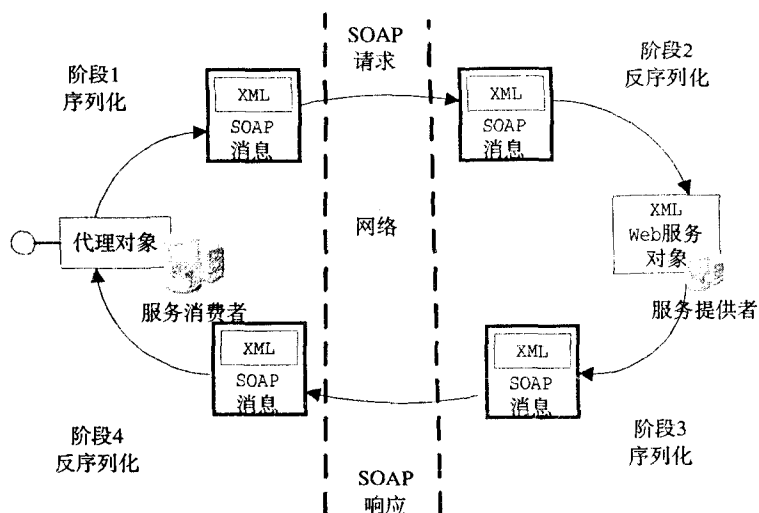 SOAP
请求
阶段1
序列化
XML
SOAP
消息
XML
SOAP
消息
阶段2
反序列化
代理对象
服务消费者
网络
XML
Web服务
对象
服务提供者
XML
SOAP
消息
XML
SOAP
消息
阶段4
反序列化
阶段3
序列化
SOAP
响应